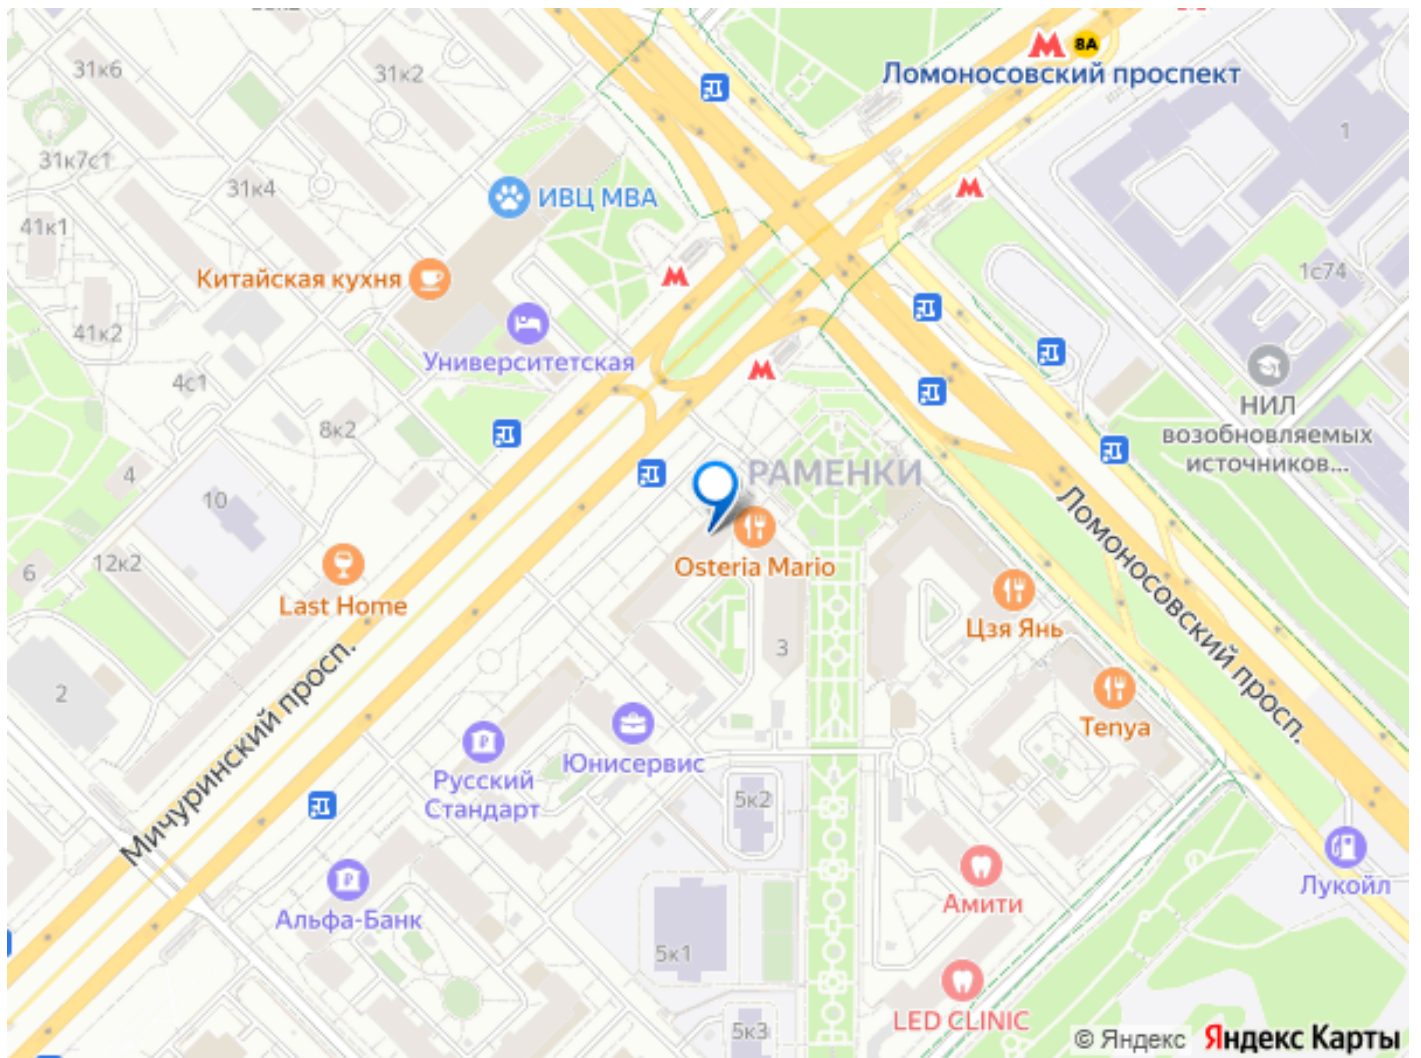 8А
Ломоносовский проспект
31к6
31к2
1
31к7с1
31к4
ИВЦ МВА
41к1
Китайская кухня
1с74
41к2
Университетская
4с1
НИЛ
возобновляемых
источников...
8к2
4
РАМЕНКИ
10
Ломоносовский просп.
12к2
6
Osteria Mario
Last Home
Цзя Янь
3
2
Мичуринский просп.
Tenya
Юнисервис
Русский
Стандарт
5к2
Амити
Лукойл
Альфа-Банк
5к1
LED CLINIC
5к3
© Яндекс Яндекс Карты